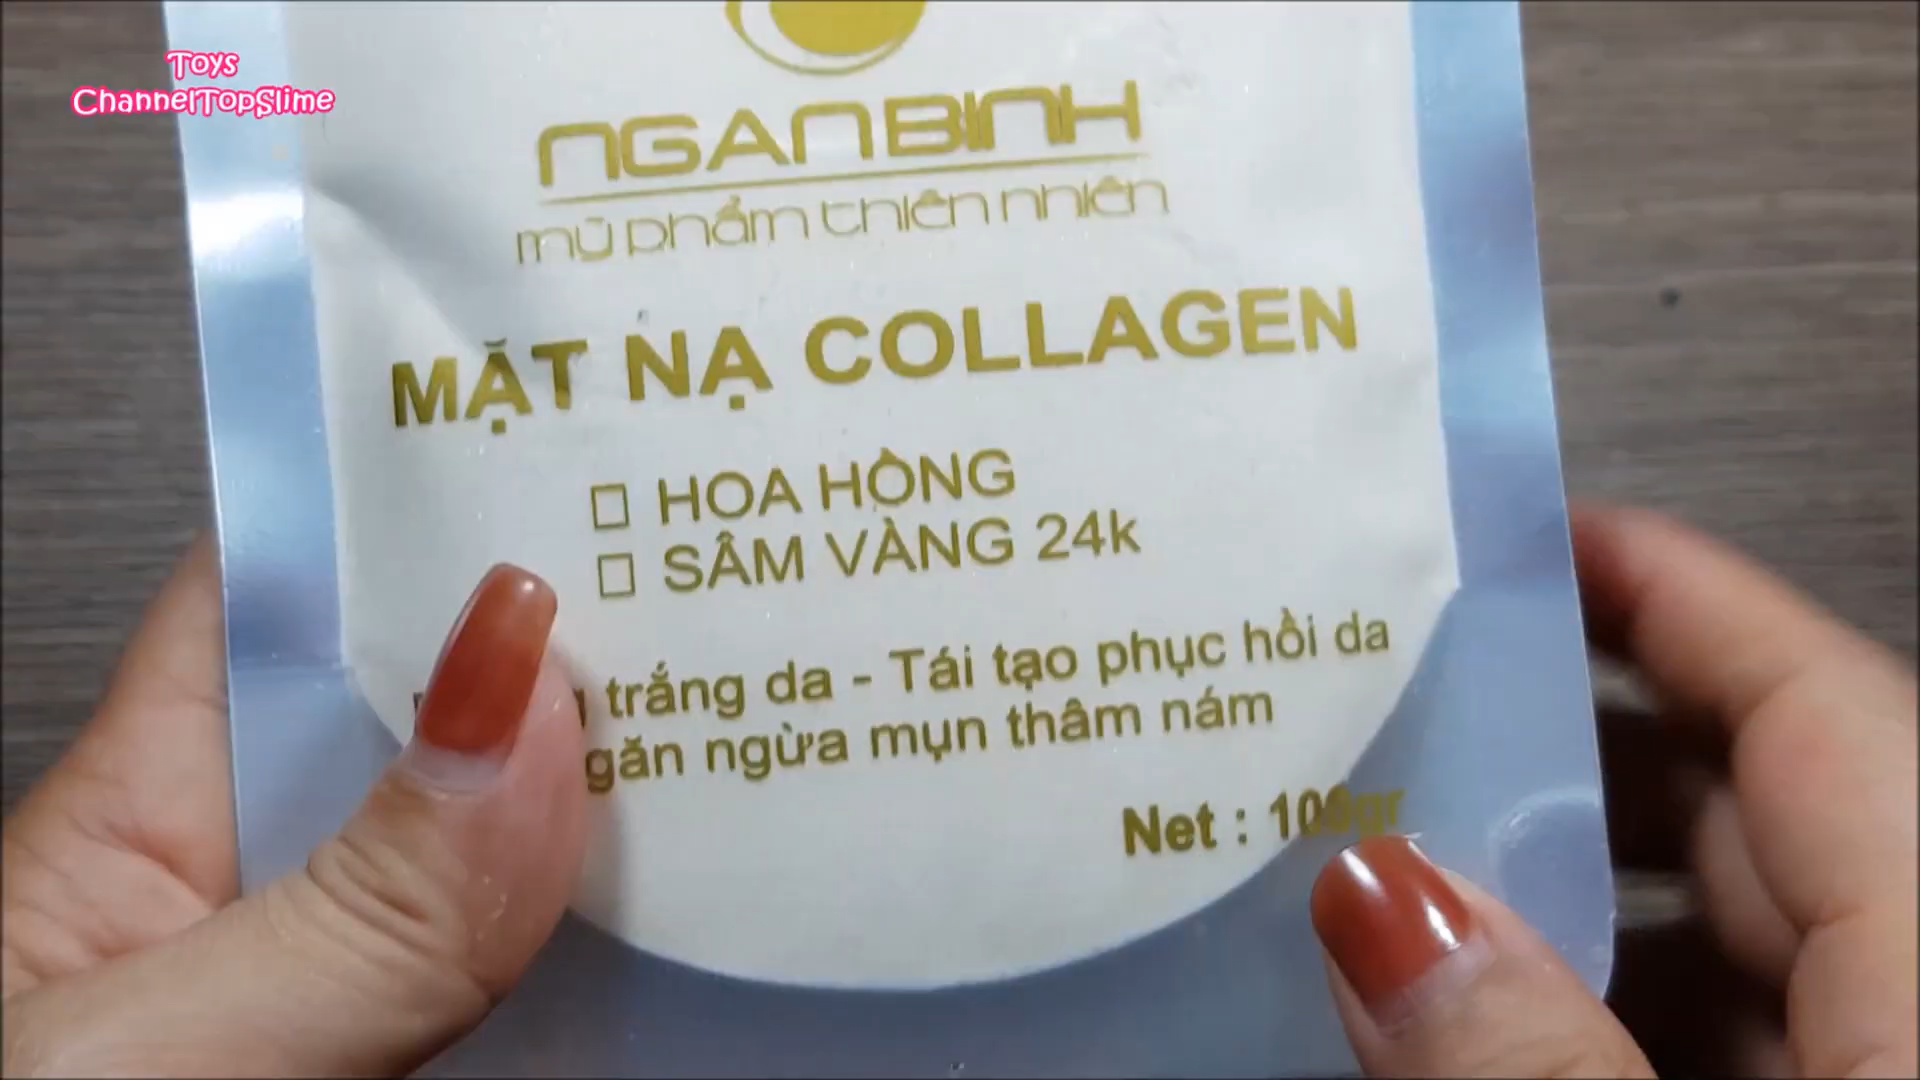 Toys
ChannelTopSlime
NGANBINH
mỹ phẩm thiên nhiên
MẶT NẠ COLLAGEN
HOA HỒNG
SÂM VÀNG 24k
trắng da - Tái tạo phục hồi da
ngừa mụn thâm nám
Net : 100gr